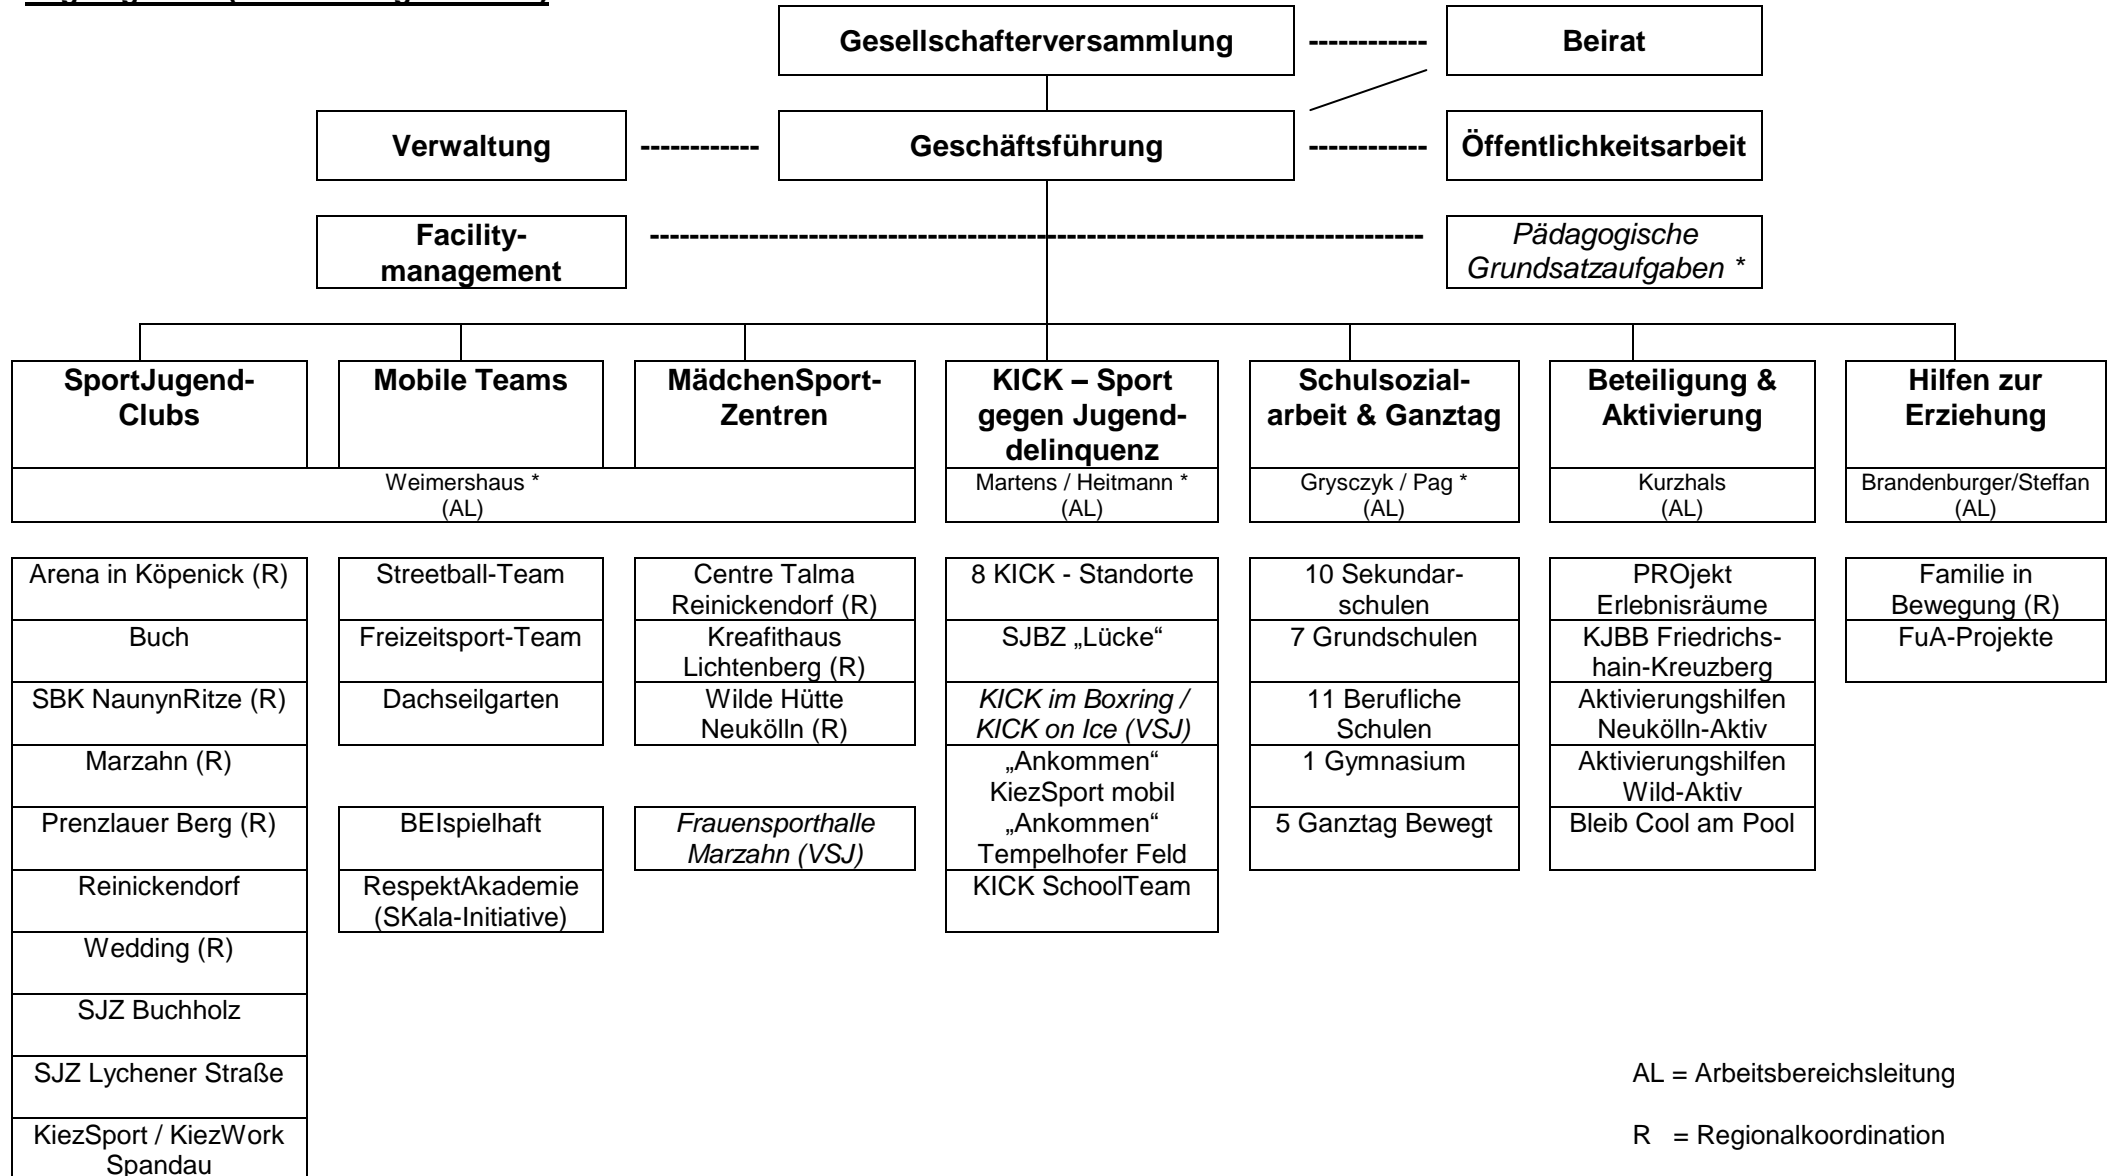 Gesellschafterversammlung
Beirat
Verwaltung
Geschäftsführung
Öffentlichkeitsarbeit
Facility-
management
Pädagogische
Grundsatzaufgaben *
SportJugend-
Clubs
Mobile Teams
MädchenSport-
Zentren
KICK – Sport
gegen Jugend-
delinquenz
Schulsozial-
arbeit & Ganztag
Beteiligung &
Aktivierung
Hilfen zur
Erziehung
Weimershaus *
(AL)
Martens / Heitmann *
(AL)
Grysczyk / Pag *
(AL)
Kurzhals
(AL)
Brandenburger/Steffan
(AL)
Arena in Köpenick (R)
Buch
SBK NaunynRitze (R)
Marzahn (R)
Prenzlauer Berg (R)
Reinickendorf
Wedding (R)
SJZ Buchholz
SJZ Lychener Straße
KiezSport / KiezWork
Spandau
Streetball-Team
Freizeitsport-Team
Dachseilgarten
BEIspielhaft
RespektAkademie
(SKala-Initiative)
Centre Talma
Reinickendorf (R)
Kreafithaus
Lichtenberg (R)
Wilde Hütte
Neukölln (R)
Frauensporthalle
Marzahn (VSJ)
8 KICK - Standorte
SJBZ „Lücke“
KICK im Boxring /
KICK on Ice (VSJ)
„Ankommen“
KiezSport mobil
„Ankommen“
Tempelhofer Feld
KICK SchoolTeam
10 Sekundar-
schulen
7 Grundschulen
11 Berufliche
Schulen
1 Gymnasium
5 Ganztag Bewegt
PROjekt
Erlebnisräume
KJBB Friedrichs-
hain-Kreuzberg
Aktivierungshilfen
Neukölln-Aktiv
Aktivierungshilfen
Wild-Aktiv
Bleib Cool am Pool
Familie in
Bewegung (R)
FuA-Projekte
AL = Arbeitsbereichsleitung
R = Regionalkoordination